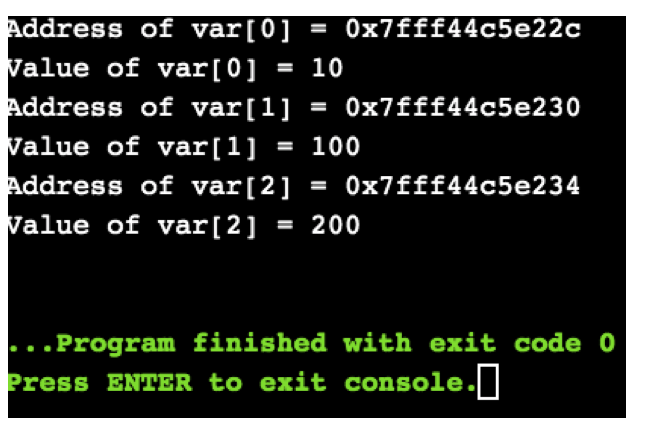 Address of var[0] = 0x7fff44c5e22c
Value of var[0] = 10
Address of var[1] = 0x7fff44c5e230
Value of var[1] = 100
Address of var[2] = 0x7fff44c5e234
Value of var[2] = 200
...Program finished with exit code 0
Press ENTER to exit console.